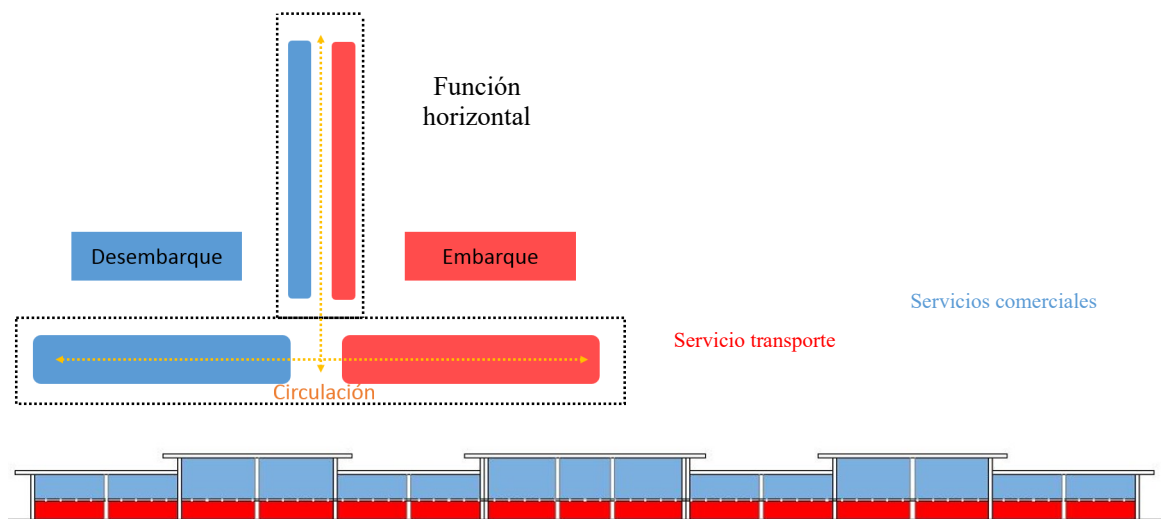 Función
horizontal
Desembarque
Embarque
Servicios comerciales
Servicio transporte
Circulación